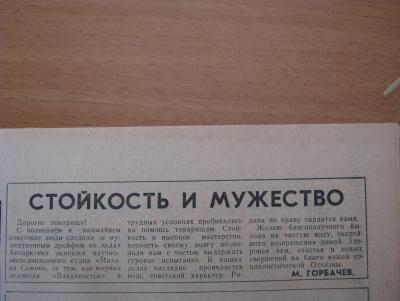 СТОЙКОСТЬ И МУЖЕСТВО
Дорогие товарищи!
С волнением и вниманием
советские люди следили за му-
жественным дрейфом во льдах
Антарктики экипажа научно-
экспедиционного судна «Миха-
ил Сомов», за тем, как моряки
ледокола «Владивосток» в
трудных условиях пробивались
на помощь товарищам. Стой-
кость и высокое мастерство,
верность своему долгу позво-
лили вам с честью выдержать
суровое испытание. В ваших
делах наглядно проявляется
наш, советский характер. Ро-
дина по праву гордится вами.
Желаю благополучного вы-
хода на чистую воду, скорей-
шего возвращения домой. Здо-
ровья вам, счастья и новых
свершений на благо нашей со-
циалистической Отчизны.
М. ГОРБАЧЕВ.